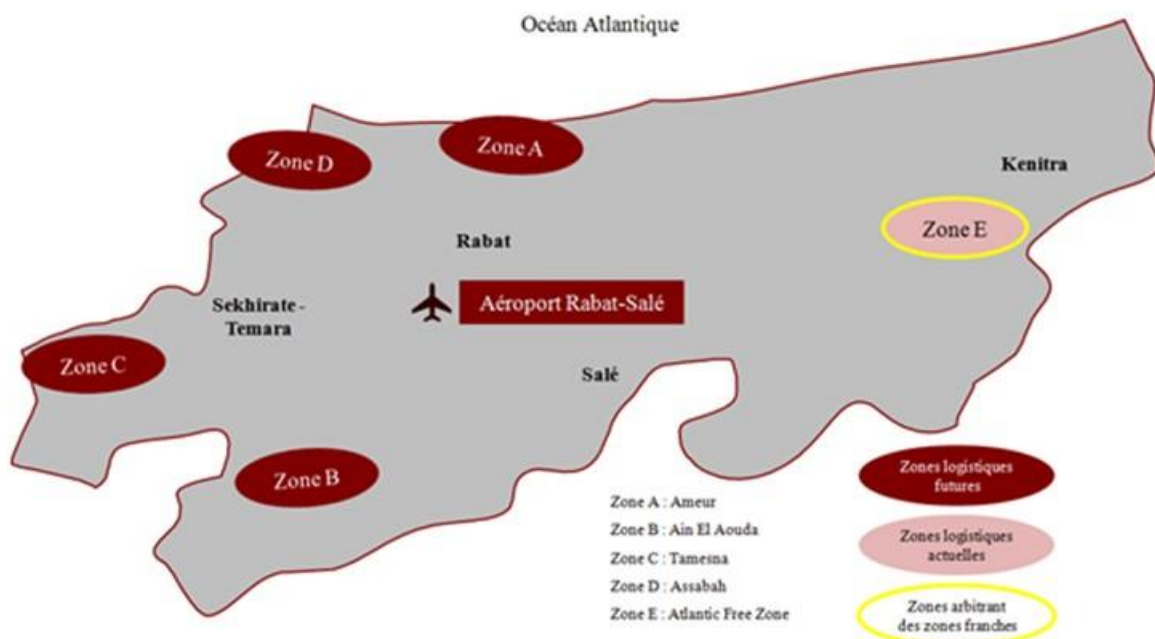 Océan Atlantique
Zone D
Zone A
Kenitra
Zone E
Rabat
Aéroport Rabat-Salé
Sekhirate-
Temara
Zone C
Salé
Zone B
Zone A : Ameur
Zone B : Ain El Aouda
Zone C : Tamesna
Zone D : Assabah
Zone E : Atlantic Free Zone
Zones logistiques
futures
Zones logistiques
actuelles
Zones arbitrant
des zones franches